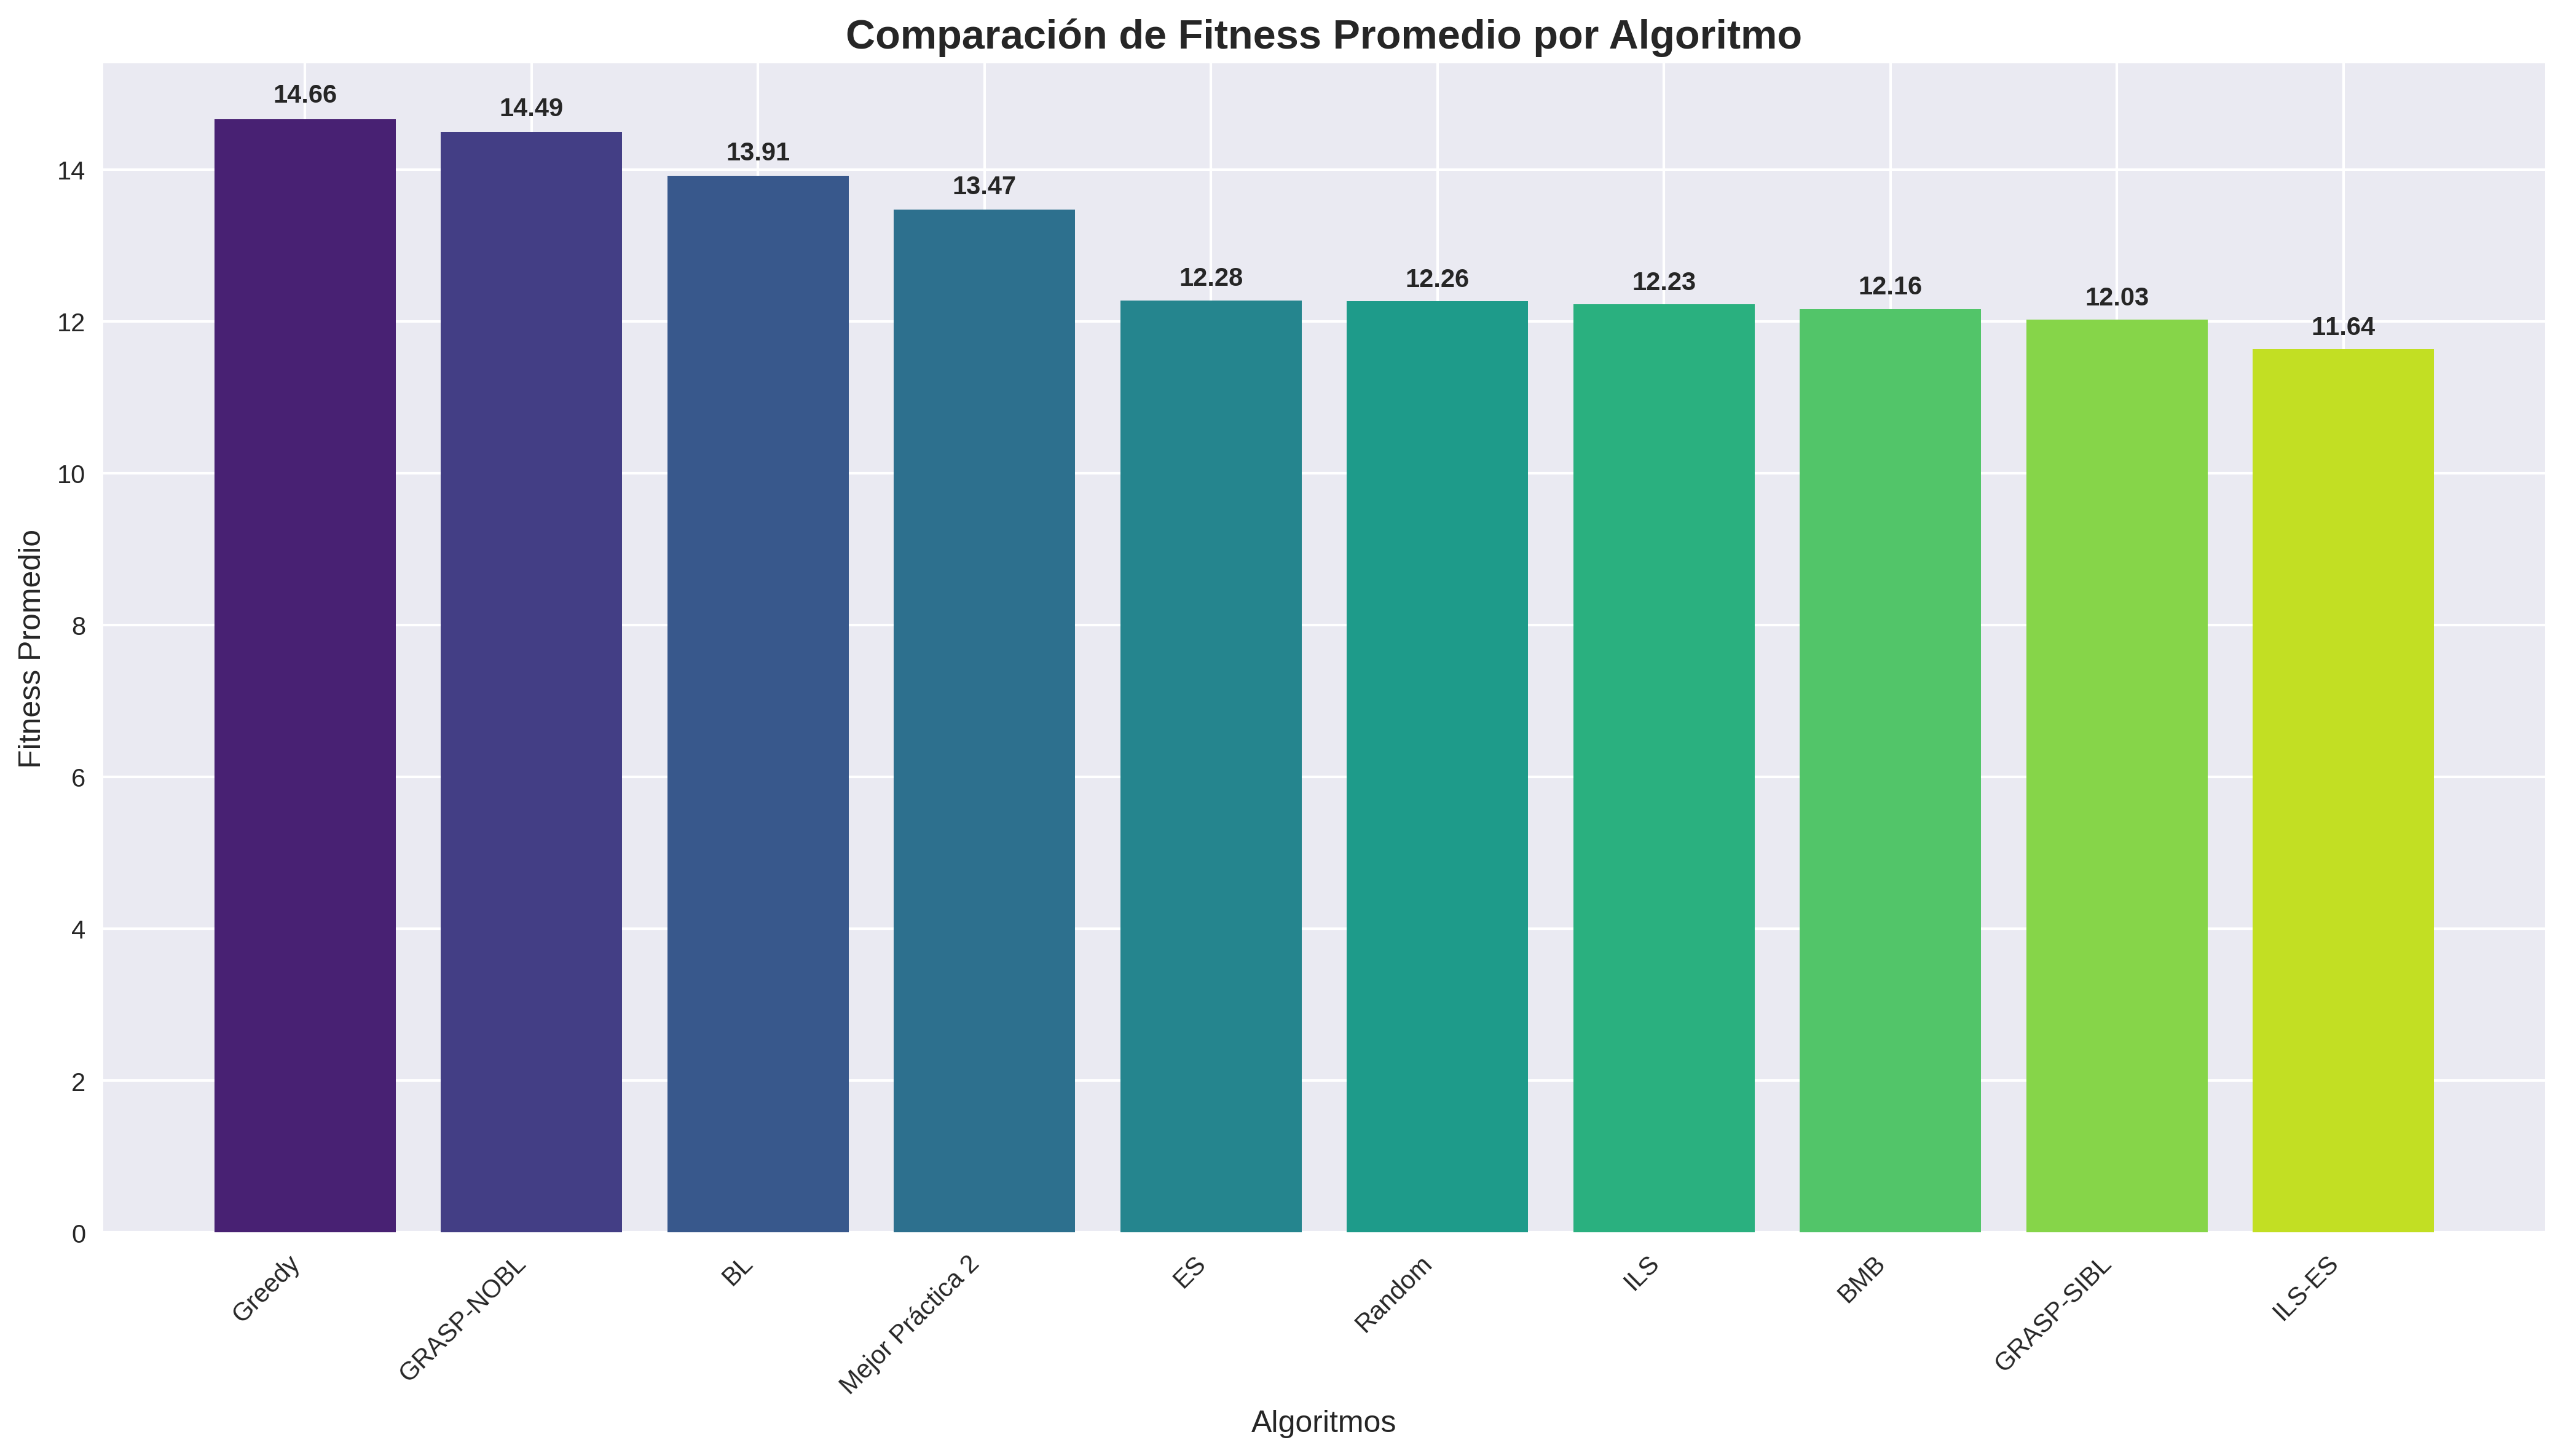 Comparación de Fitness Promedio por Algoritmo
14.66
14.49
13.91
13.47
12.28
12.26
12.23
12.16
12.03
11.64
14
12
10
8
6
4
2
0
Fitness Promedio
Greedy
GRASP-NOBL
BL
Mejor Práctica 2
ES
Random
ILS
BMB
GRASP-SIBL
ILS-ES
Algoritmos